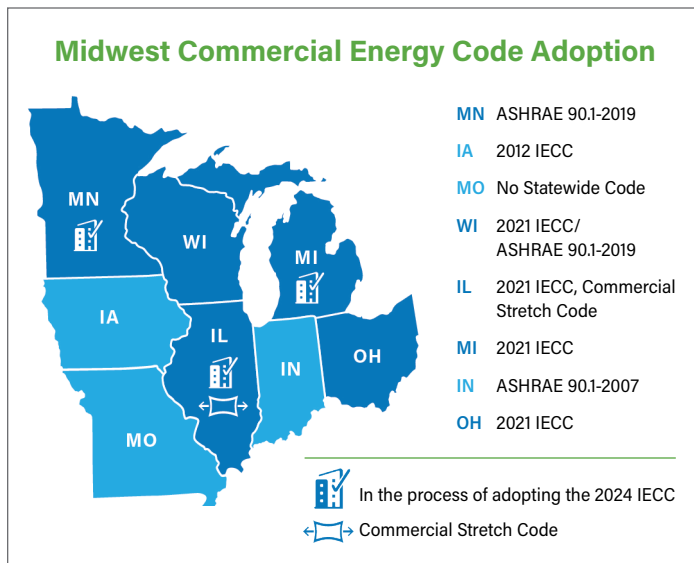 Midwest Commercial Energy Code Adoption
MN
WI
MI
IA
IL
IN
OH
MO
MN ASHRAE 90.1-2019
IA 2012 IECC
MO No Statewide Code
WI 2021 IECC/
ASHRAE 90.1-2019
IL 2021 IECC, Commercial
Stretch Code
MI 2021 IECC
IN ASHRAE 90.1-2007
OH 2021 IECC
In the process of adopting the 2024 IECC
Commercial Stretch Code